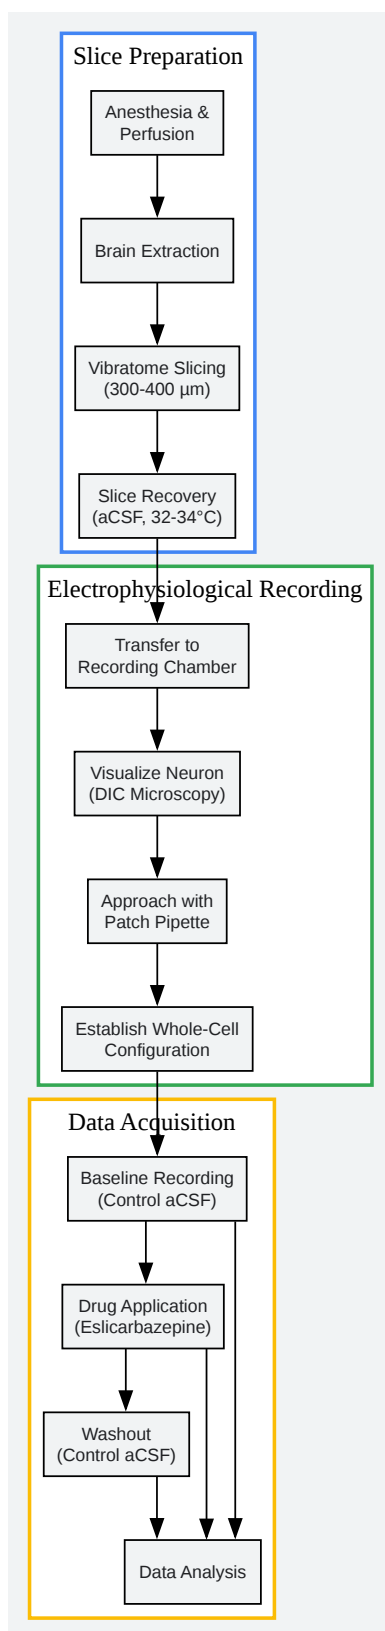 Slice Preparation
Anesthesia &
Perfusion
Brain Extraction
Vibratome Slicing
(300-400 µm)
Slice Recovery
(aCSF, 32-34°C)
Electrophysiological Recording
Transfer to
Recording Chamber
Visualize Neuron
(DIC Microscopy)
Approach with
Patch Pipette
Establish Whole-Cell
Configuration
Data Acquisition
Baseline Recording
(Control aCSF)
Drug Application
(Eslicarbazepine)
Washout
(Control aCSF)
Data Analysis